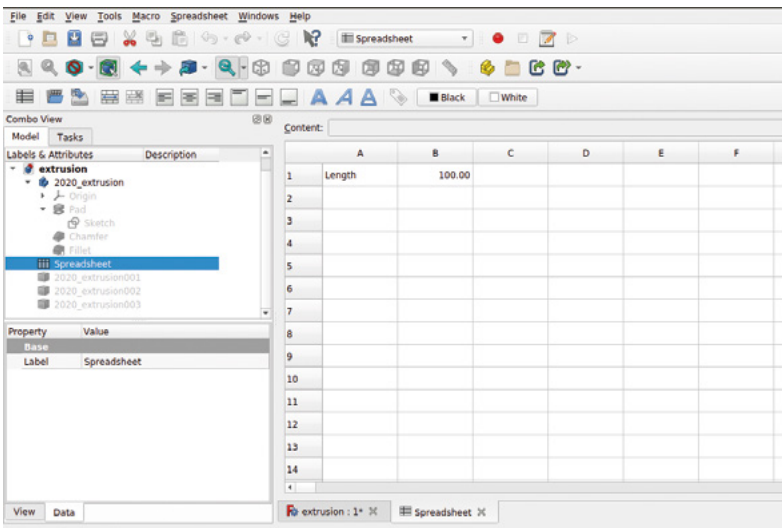 File Edit View Tools Macro Spreadsheet Windows Help
Spreadsheet
A A A Black White
Combo View
Model Tasks
Labels & Attributes Description
extrusion
2020_extrusion
Origin
Pad
Sketch
Chamfer
Fillet
Spreadsheet
2020_extrusion001
2020_extrusion002
2020_extrusion003
Property Value
Base
Label Spreadsheet
View Data
Content:
A B C D E F
1 Length 100.00
2
3
4
5
6
7
8
9
10
11
12
13
14
extrusion : 1* Spreadsheet